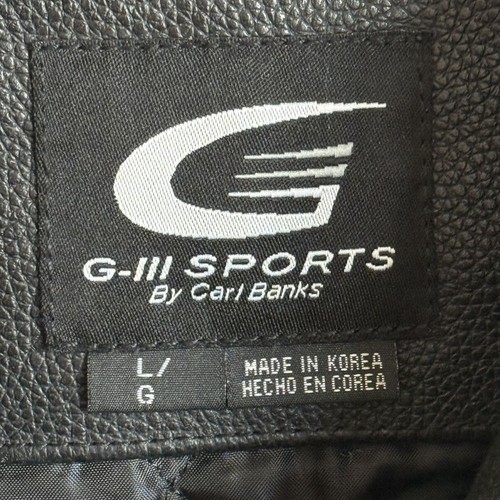 G-III SPORTS
By Carl Banks
L/
G
MADE IN KOREA
HECHO EN COREA